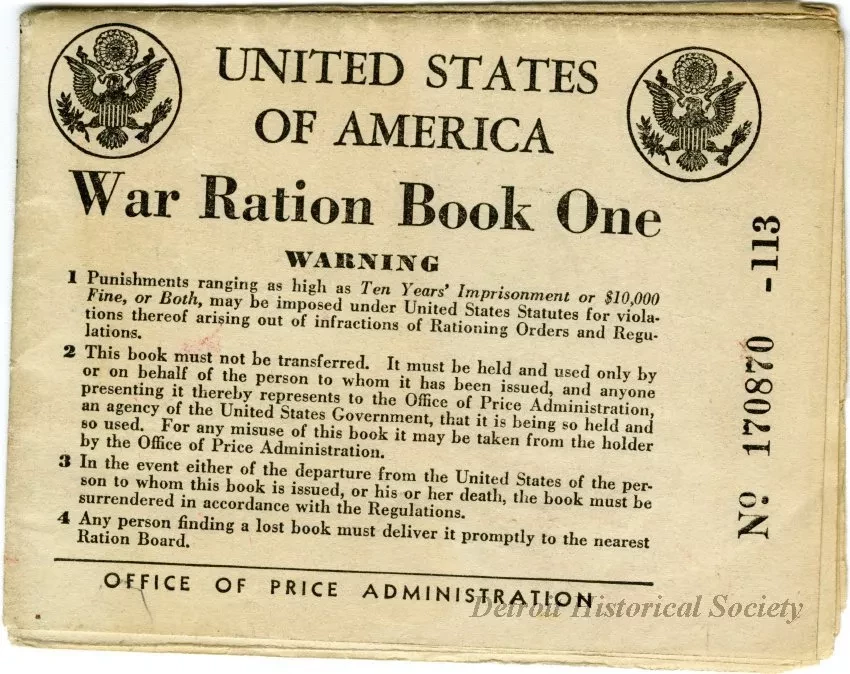 UNITED STATES
OF AMERICA
War Ration Book One
WARNING
1 Punishments ranging as high as Ten Years' Imprisonment or $10,000
Fine, or Both, may be imposed under United States Statutes for viola-
tions thereof arising out of infractions of Rationing Orders and Regu-
lations.
2 This book must not be transferred. It must be held and used only by
or on behalf of the person to whom it has been issued, and anyone
presenting it thereby represents to the Office of Price Administration,
an agency of the United States Government, that it is being so held and
so used. For any misuse of this book it may be taken from the holder
by the Office of Price Administration.
3 In the event either of the departure from the United States of the per-
son to whom this book is issued, or his or her death, the book must be
surrendered in accordance with the Regulations.
4 Any person finding a lost book must deliver it promptly to the nearest
Ration Board.
OFFICE OF PRICE ADMINISTRATION
No 170870 -113
Detroit Historical Society